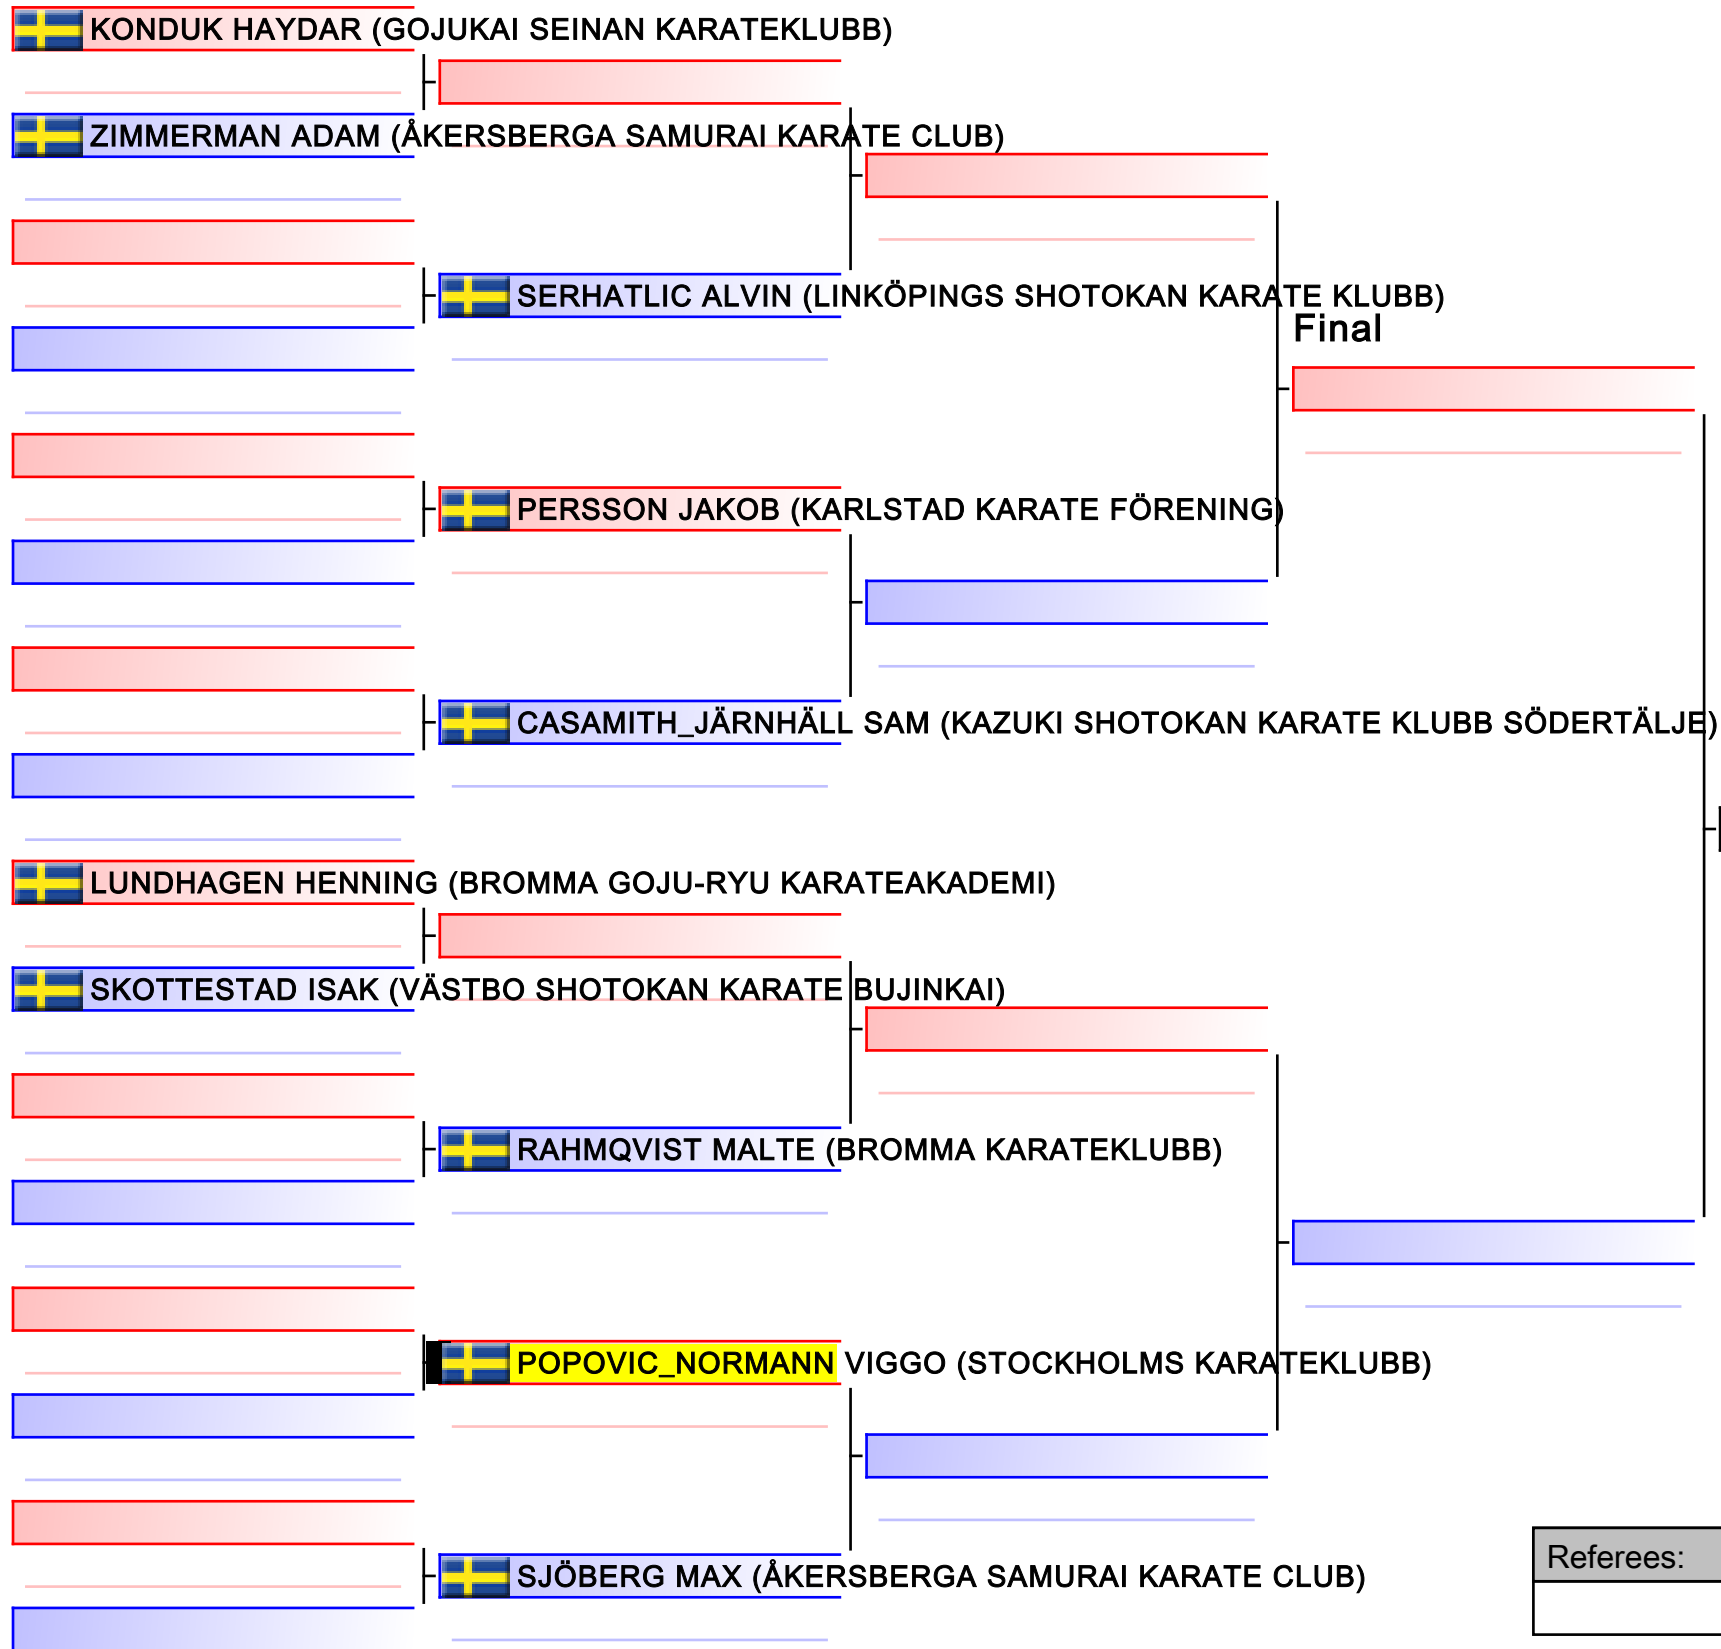 KONDUK HAYDAR (GOJUKAI SEINAN KARATEKLUBB)
ZIMMERMAN ADAM (ÅKERSBERGA SAMURAI KARATE CLUB)
SERHATLIC ALVIN (LINKÖPINGS SHOTOKAN KARATE KLUBB)
Final
PERSSON JAKOB (KARLSTAD KARATE FÖRENING)
CASAMITH_JÄRNHÄLL SAM (KAZUKI SHOTOKAN KARATE KLUBB SÖDERTÄLJE)
LUNDHAGEN HENNING (BROMMA GOJU-RYU KARATEAKADEMI)
SKOTTESTAD ISAK (VÄSTBO SHOTOKAN KARATE BUJINKAI)
RAHMQVIST MALTE (BROMMA KARATEKLUBB)
POPOVIC_NORMANN VIGGO (STOCKHOLMS KARATEKLUBB)
SJÖBERG MAX (ÅKERSBERGA SAMURAI KARATE CLUB)
Referees: